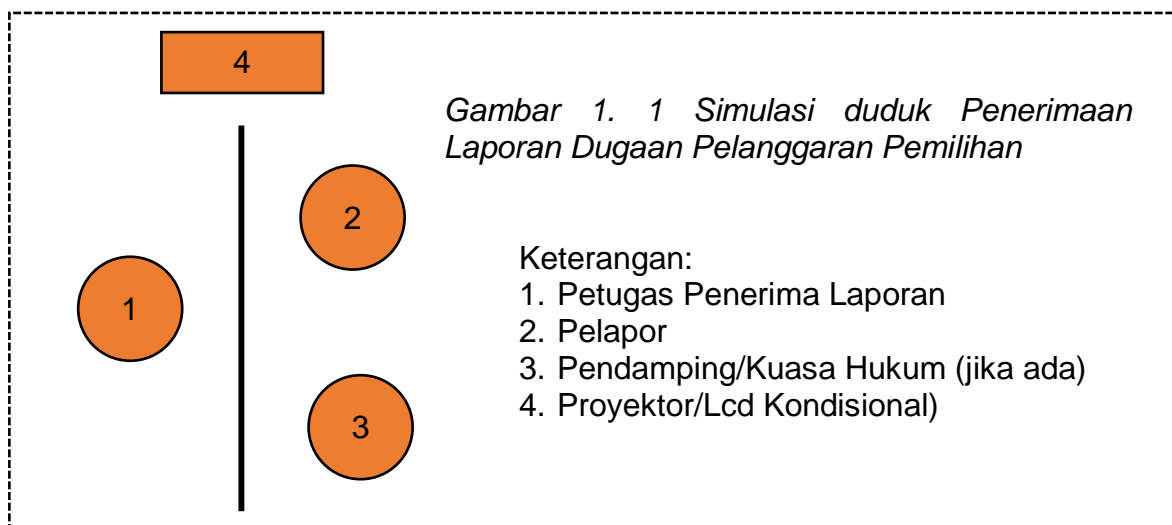 4
Gambar 1. 1 Simulasi duduk Penerimaan
Laporan Dugaan Pelanggaran Pemilihan
2
Keterangan:
1. Petugas Penerima Laporan
1
2. Pelapor
3. Pendamping/Kuasa Hukum (jika ada)
4. Proyektor/Lcd Kondisional)
3